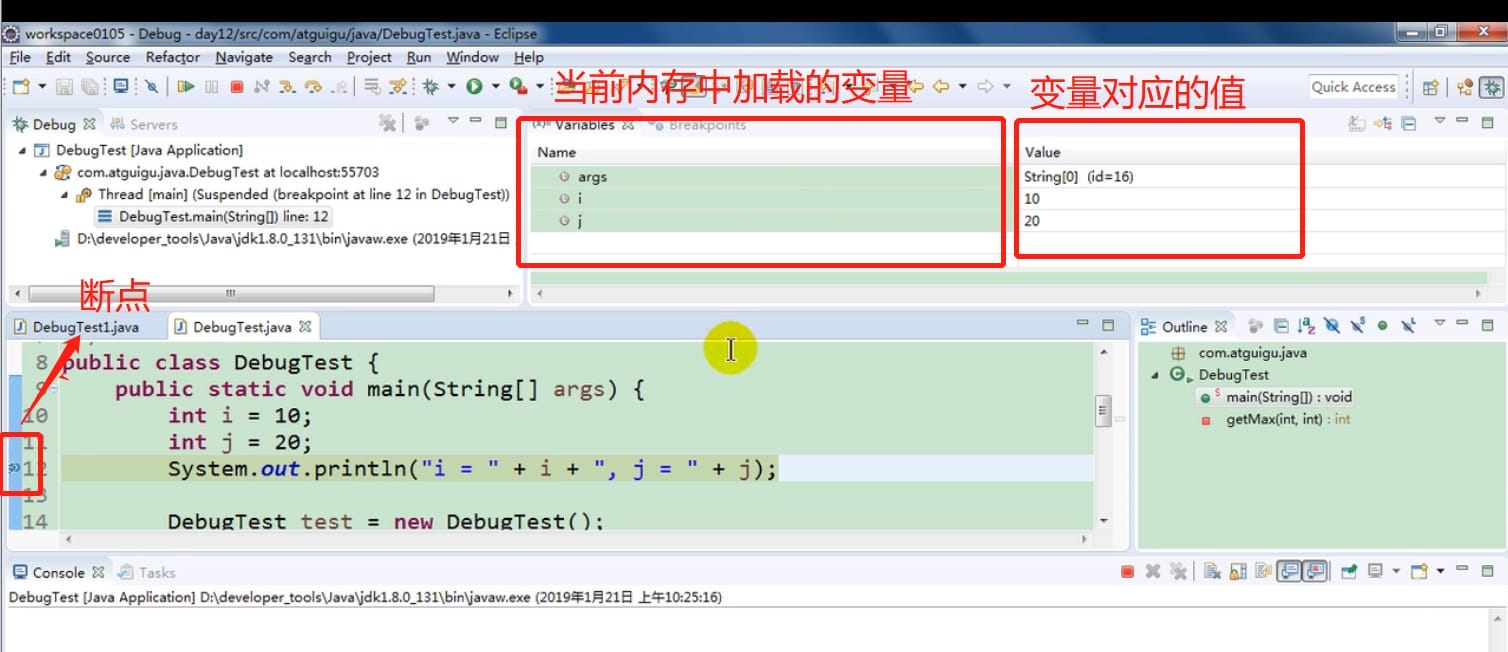 workspace0105 - Debug - day12/src/com/atguigu/java/DebugTest.java - Eclipse
File Edit Source Refactor Navigate Search Project Run Window Help
当前内存中加载的变量
变量对应的值
Quick Access
Debug Servers
DebugTest [Java Application]
com.atguigu.java.DebugTest at localhost:55703
Thread [main] (Suspended (breakpoint at line 12 in DebugTest))
DebugTest.main(String[]) line: 12
D:\developer_tools\Java\jdk1.8.0_131\bin\javaw.exe (2019年1月21日
Variables Breakpoints
Name Value
args String[0] (id=16)
i 10
j 20
断点
DebugTest1.java DebugTest.java
8 public class DebugTest {
9 public static void main(String[] args) {
10 int i = 10;
11 int j = 20;
12 System.out.println("i = " + i + ", j = " + j);
13
14 DebugTest test = new DebugTest();
Outline
com.atguigu.java
DebugTest
main(String[]) : void
getMax(int, int) : int
Console Tasks
DebugTest [Java Application] D:\developer_tools\Java\jdk1.8.0_131\bin\javaw.exe (2019年1月21日 上午10:25:16)